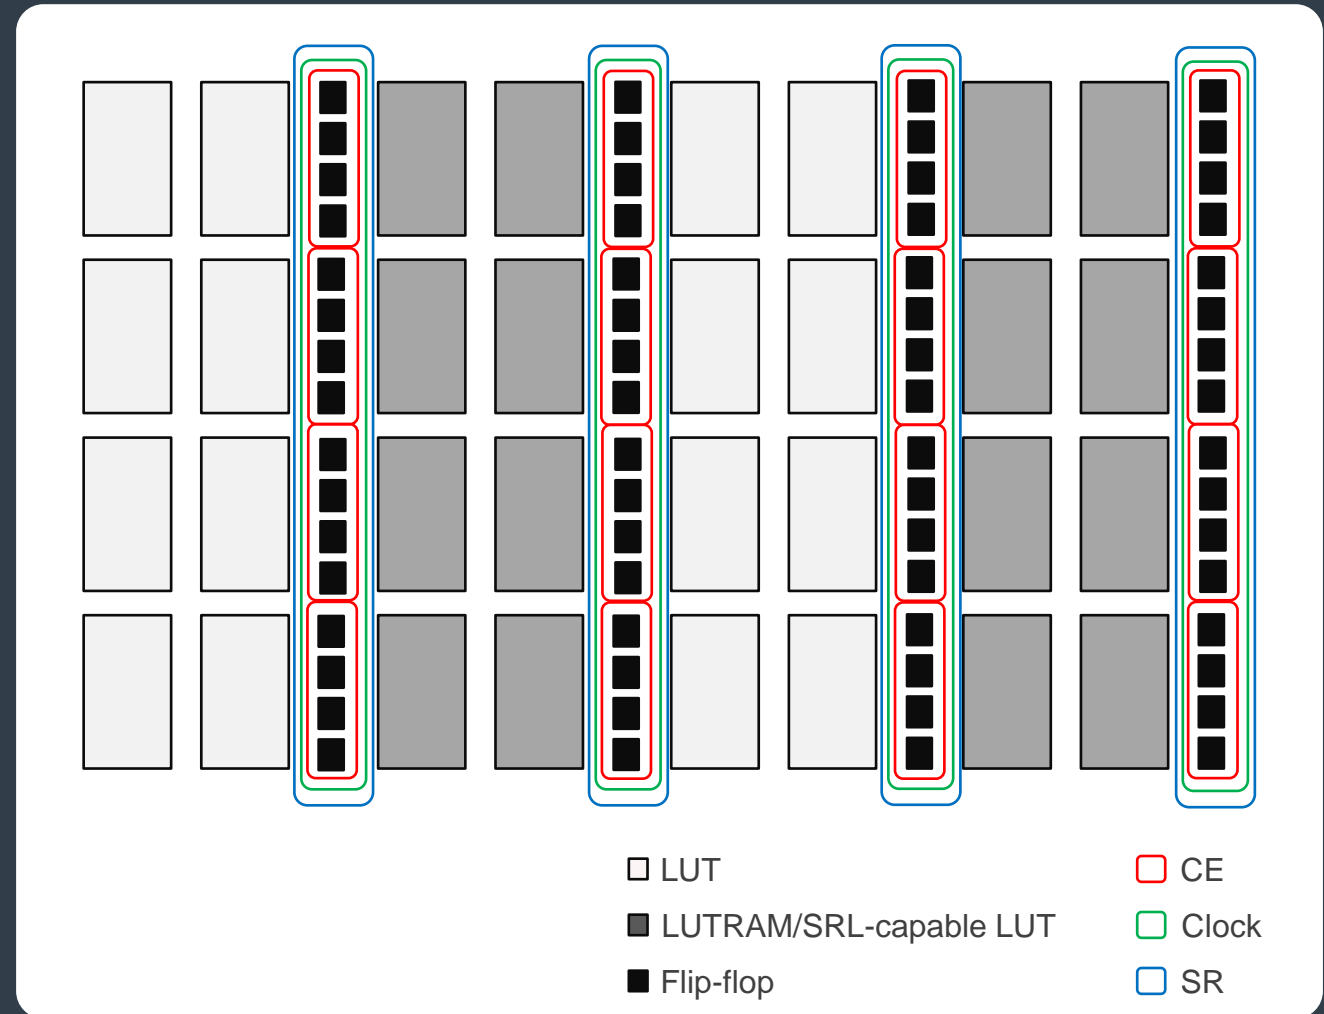 LUT
LUTRAM/SRL-capable LUT
Flip-flop
CE
Clock
SR